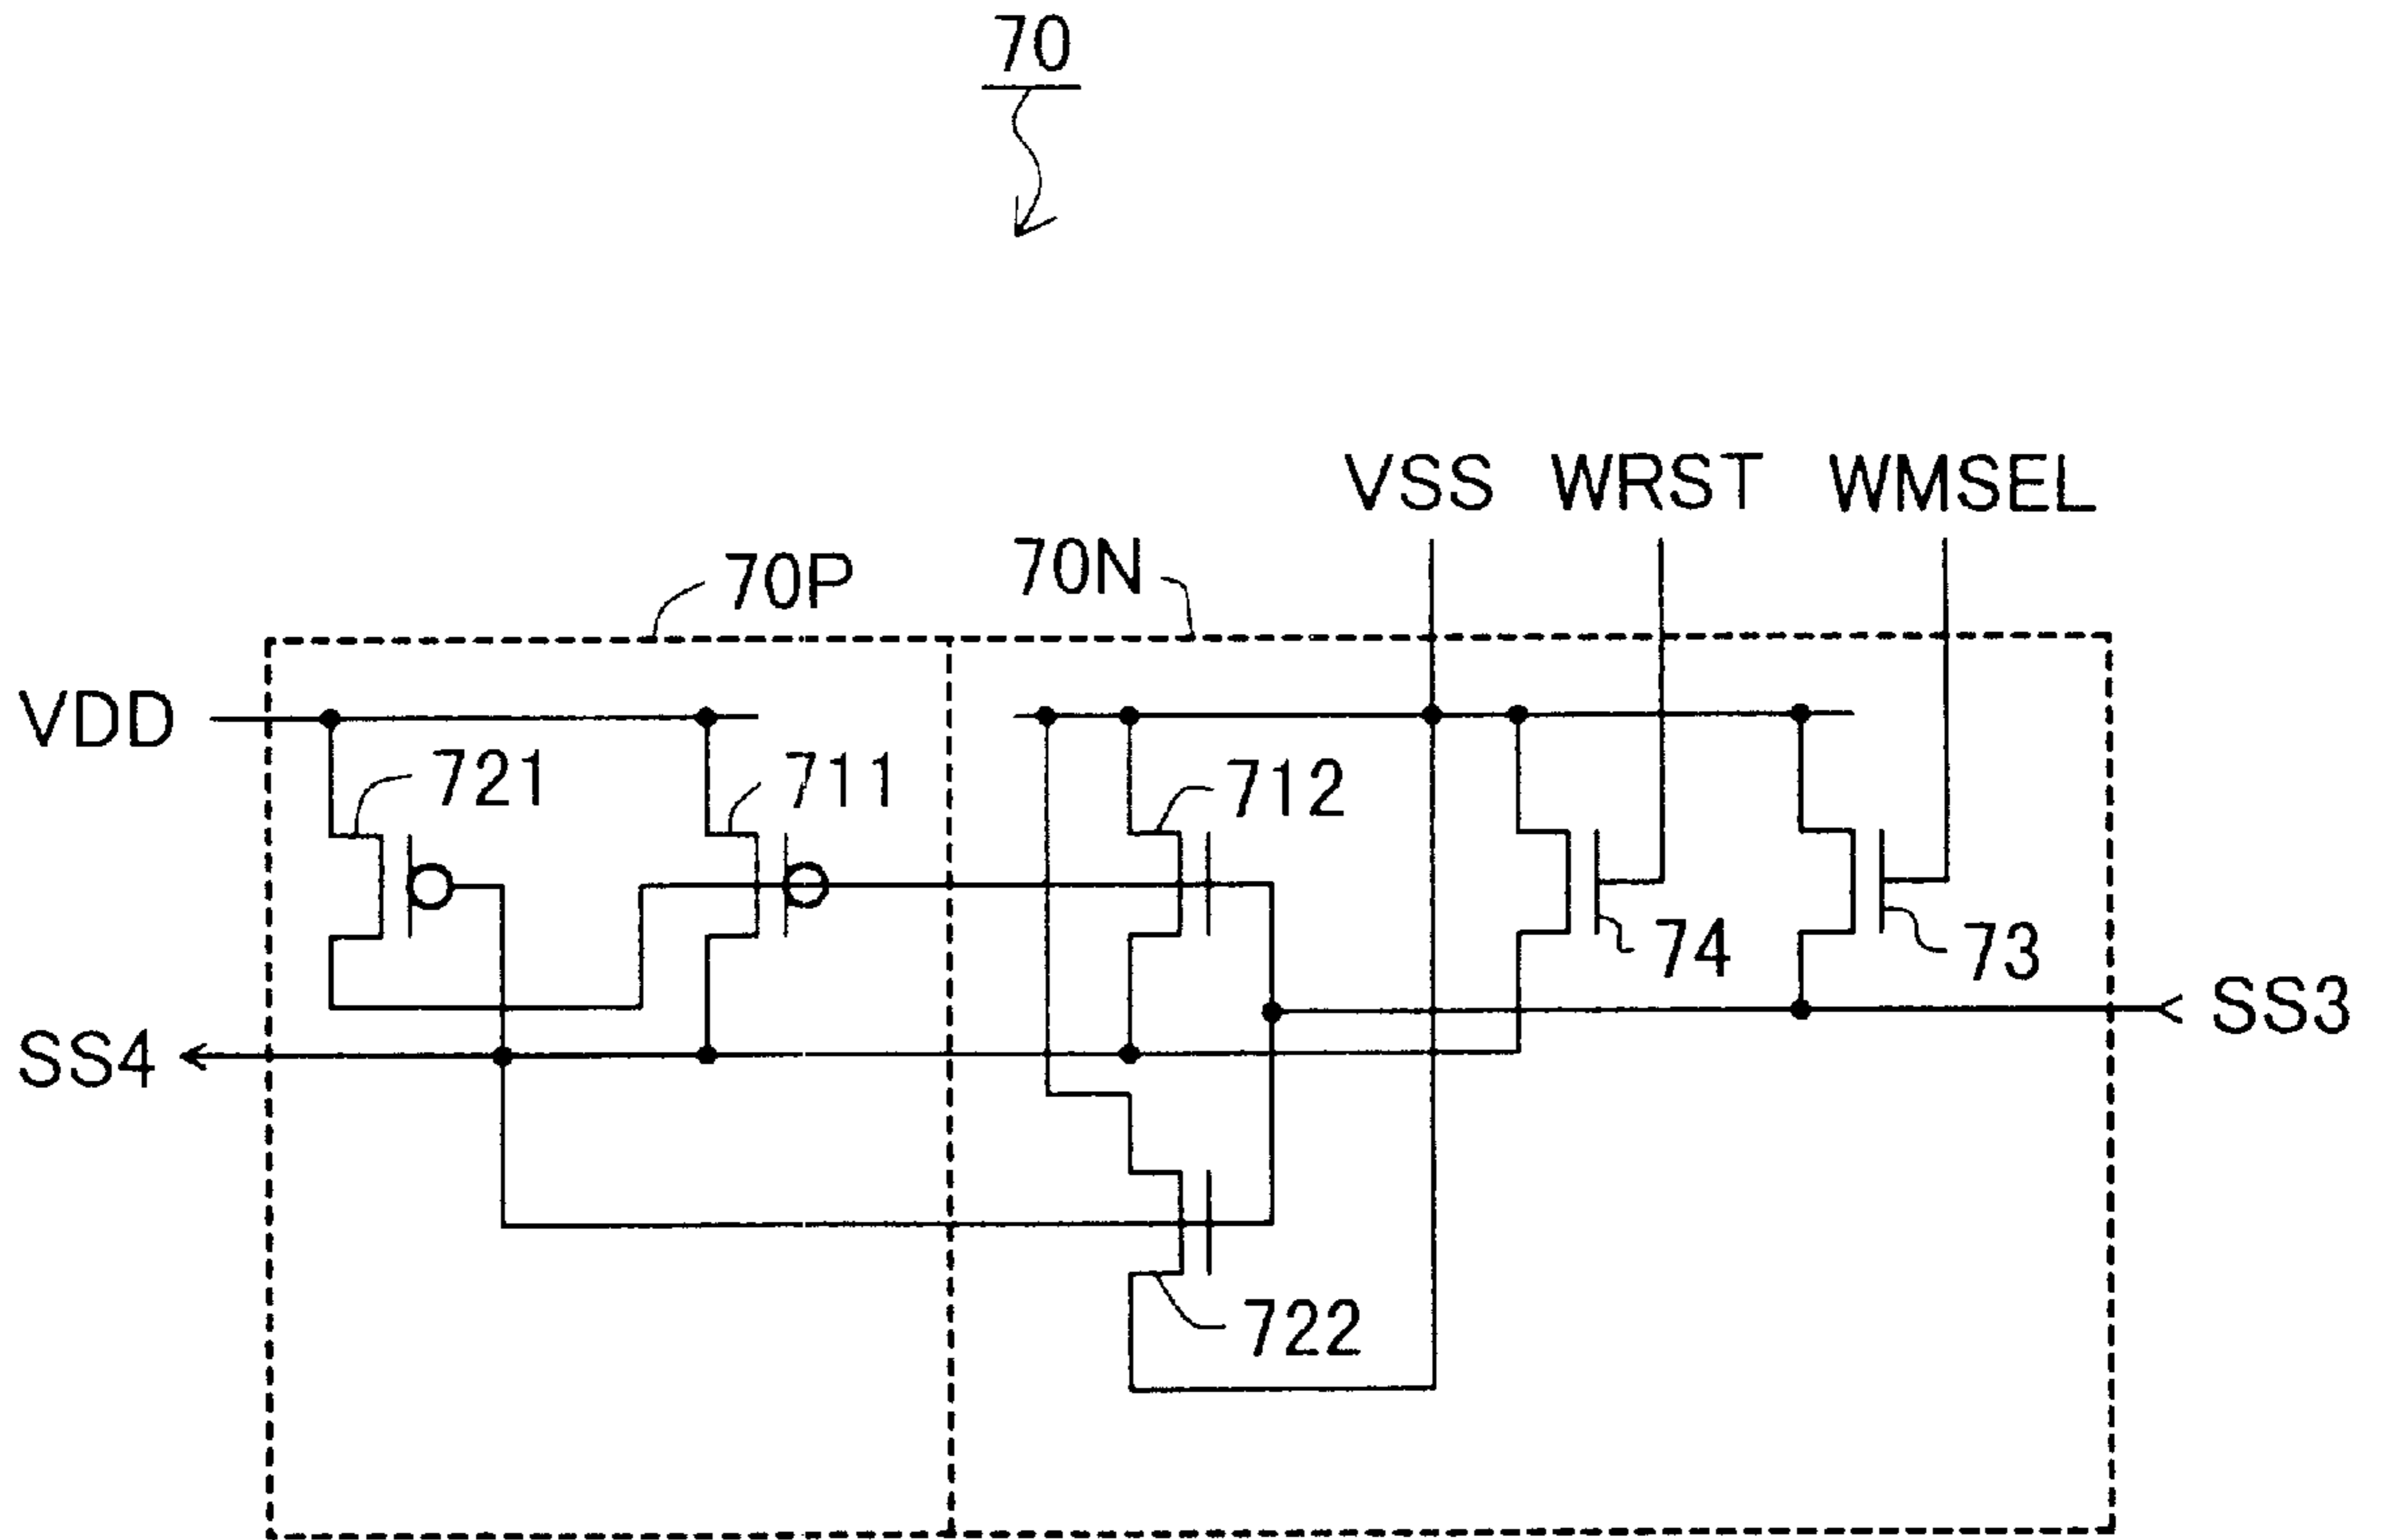 70
VSS WRST WMSEL
70P 70N
VDD
721 711 712
74 73
SS3
SS4
722